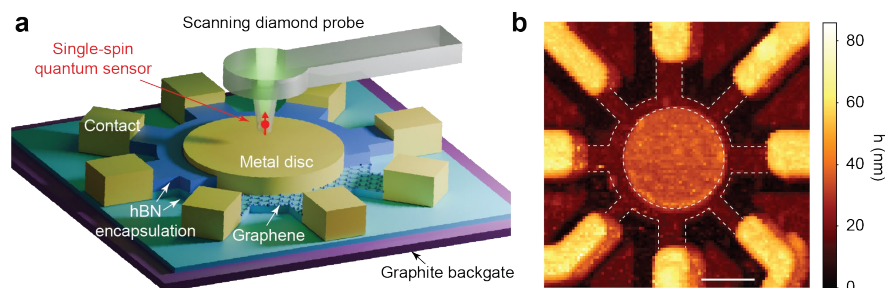 a
Scanning diamond probe
Single-spin
quantum sensor
Contact
Metal disc
hBN
encapsulation
Graphene
Graphite backgate
b
80
60
40
20
0
h (nm)